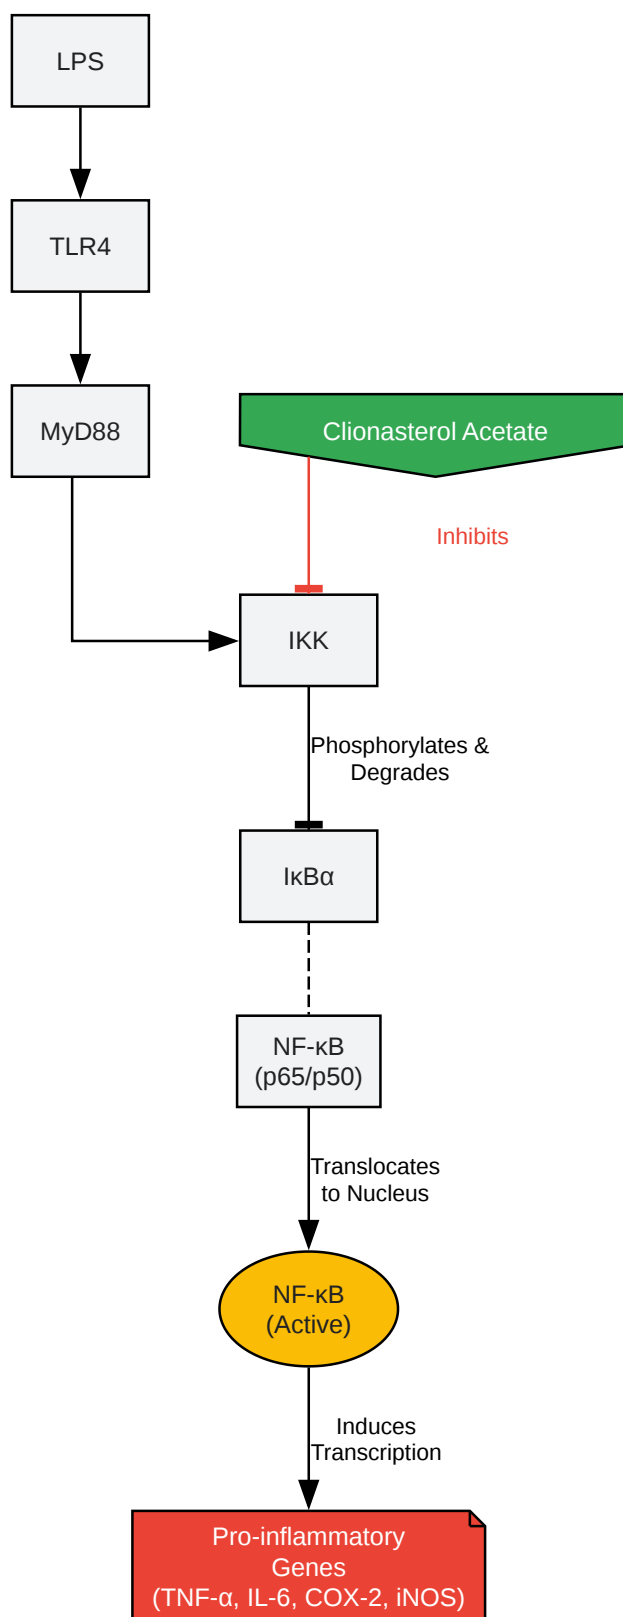 LPS
TLR4
MyD88
Clionasterol Acetate
Inhibits
IKK
Phosphorylates &
Degrades
IκBα
NF-κB
(p65/p50)
Translocates
to Nucleus
NF-κB
(Active)
Induces
Transcription
Pro-inflammatory
Genes
(TNF-α, IL-6, COX-2, iNOS)